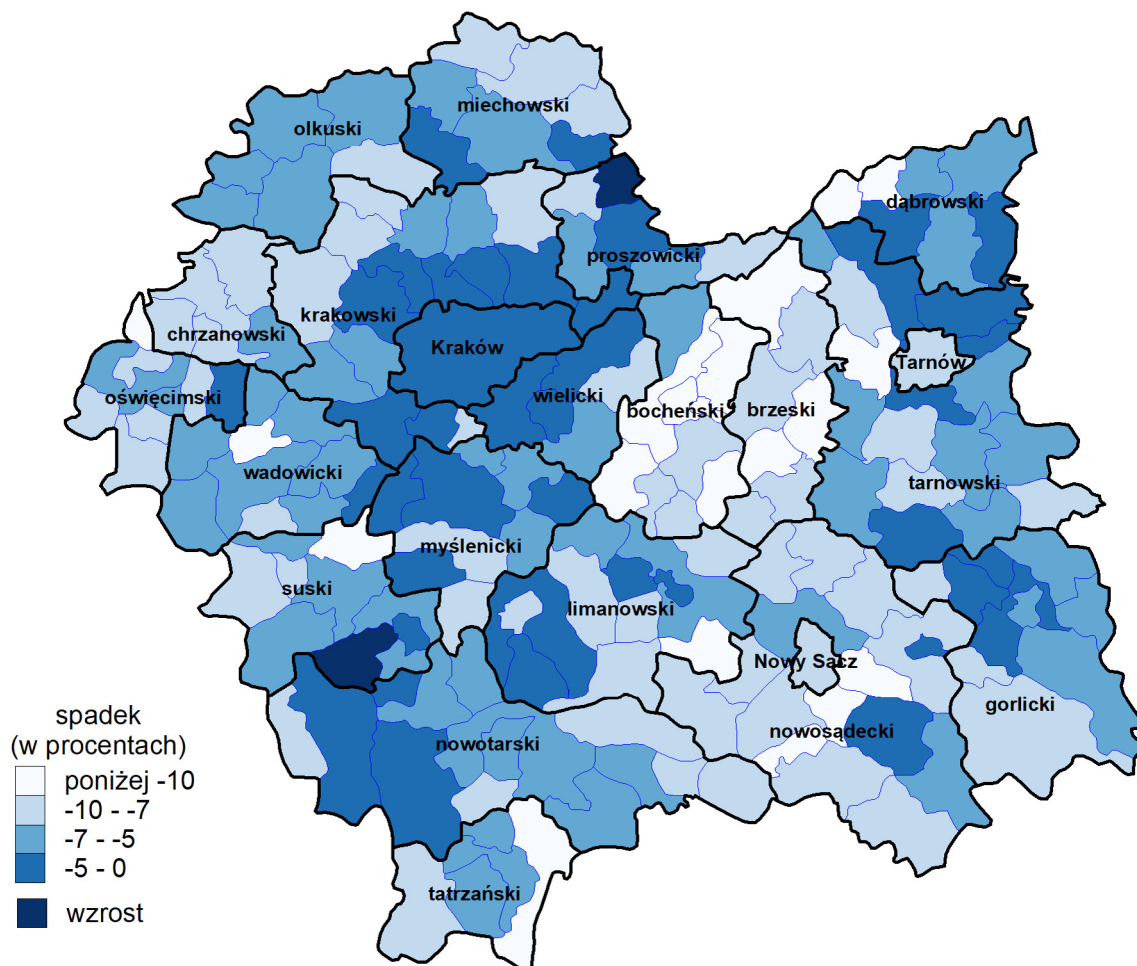 miechowski
olkuski
dąbrowski
proszowicki
krakowski
chrzanowski
Kraków
Tarnów
oświęcimski
wielicki
bocheński
brzeski
wadowicki
tarnowski
myślenicki
suski
limanowski
Nowy Sącz
gorlicki
nowosądecki
nowotarski
tatrzański
spadek
(w procentach)
poniżej -10
-10 - -7
-7 - -5
-5 - 0
wzrost